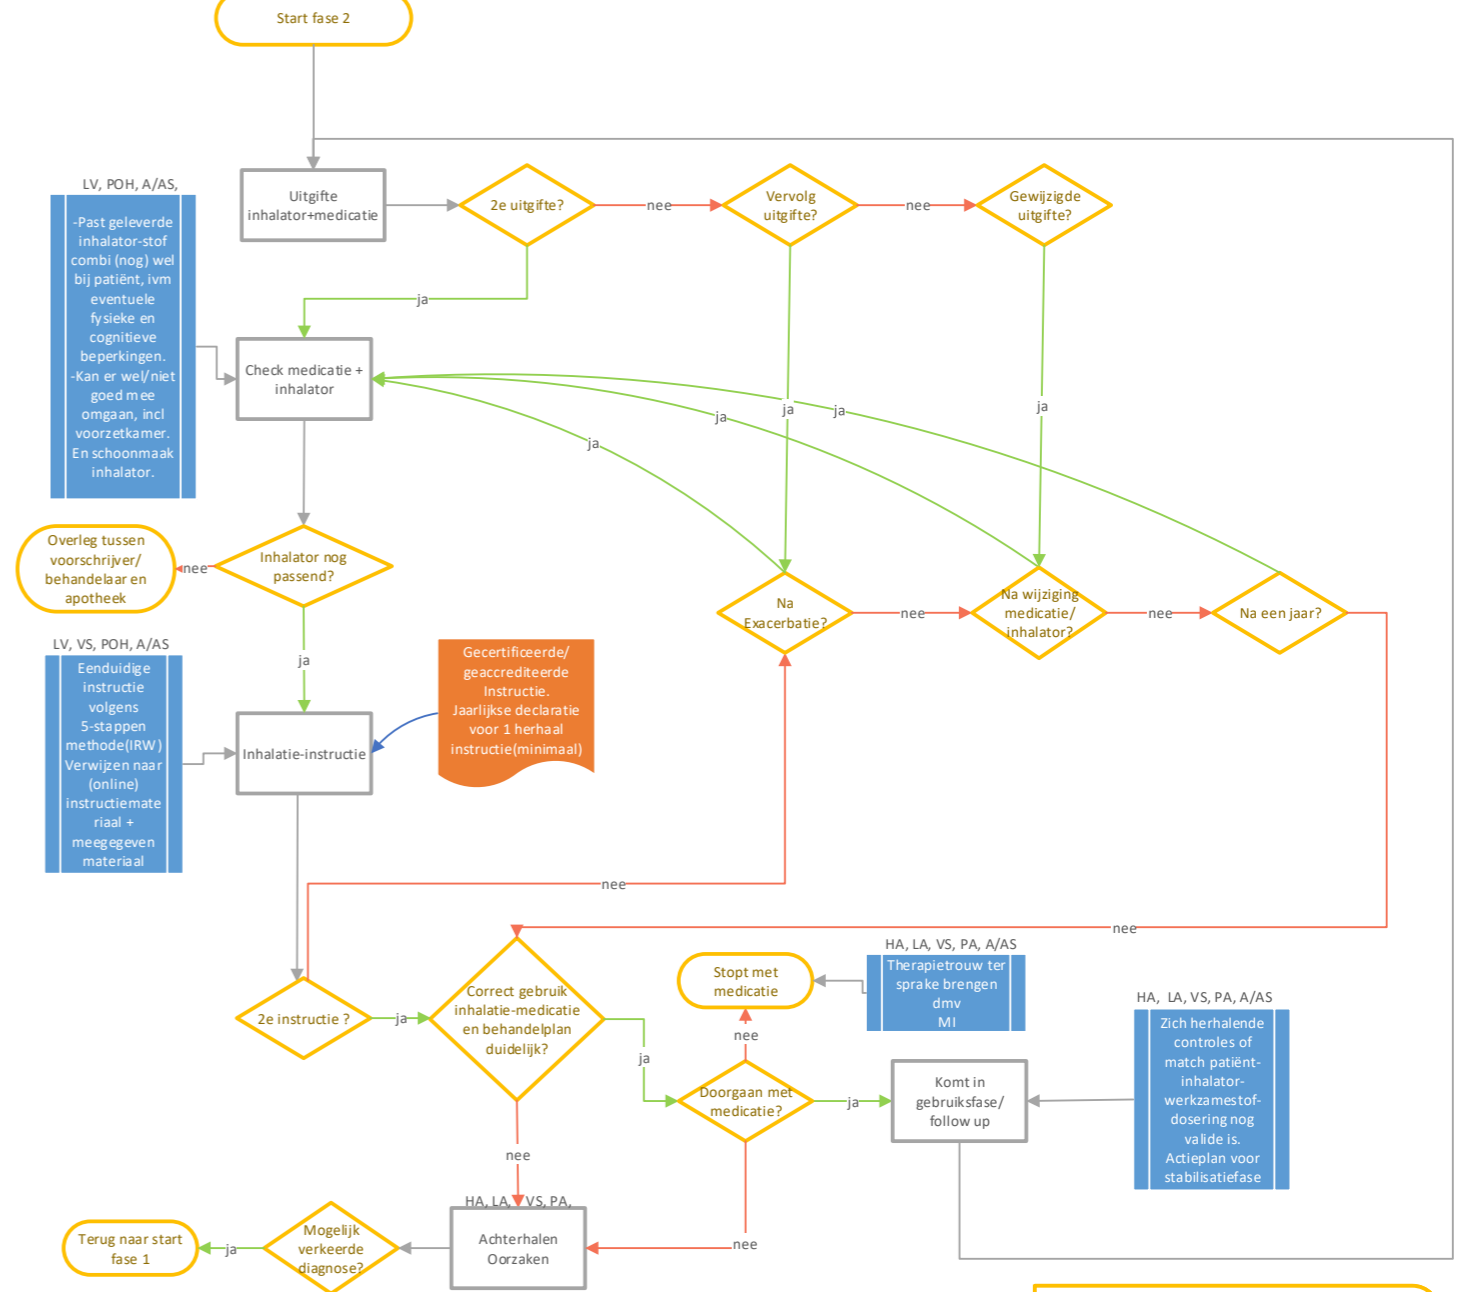 Start fase 2
Uitgifte
inhalator+medicatie
2e uitgifte?
nee
Vervolg
uitgifte?
nee
Gewijzigde
uitgifte?
LV, POH, A/AS,
-Past geleverde
inhalator-stof
combi (nog) wel
bij patiënt, ivm
eventuele
fysieke en
cognitieve
beperkingen.
-Kan er wel/niet
goed mee
omgaan, incl
voorzetkamer.
En schoonmaak
inhalator.
ja
Check medicatie +
inhalator
ja
ja
ja
ja
ja
Overleg tussen
voorschrijver/
behandelaar en
apotheek
nee
Inhalator nog
passend?
Na
Exacerbatie?
nee
Na wijziging
medicatie/
inhalator?
nee
Na een jaar?
LV, VS, POH, A/AS
Eenduidige
instructie
volgens
5-stappen
methode(IRW)
Verwijzen naar
(online)
instructiemate
riaal +
meegegeven
materiaal
ja
Inhalatie-instructie
Gecertificeerde/
geaccrediteerde
Instructie.
Jaarlijkse declaratie
voor 1 herhaal
instructie(minimaal)
nee
nee
2e instructie ?
ja
Correct gebruik
inhalatie-medicatie
en behandelplan
duidelijk?
ja
Stopt met
medicatie
HA, LA, VS, PA, A/AS
Therapietrouw ter
sprake brengen
dmv
MI
nee
Doorgaan met
medicatie?
ja
Komt in
gebruiksfase/
follow up
HA, LA, VS, PA, A/AS
Zich herhalende
controles of
match patiënt-
inhalator-
werkzamestof-
dosering nog
valide is.
Actieplan voor
stabilisatiefase
nee
HA, LA, VS, PA,
Achterhalen
Oorzaken
nee
Mogelijk
verkeerde
diagnose?
ja
Terug naar start
fase 1